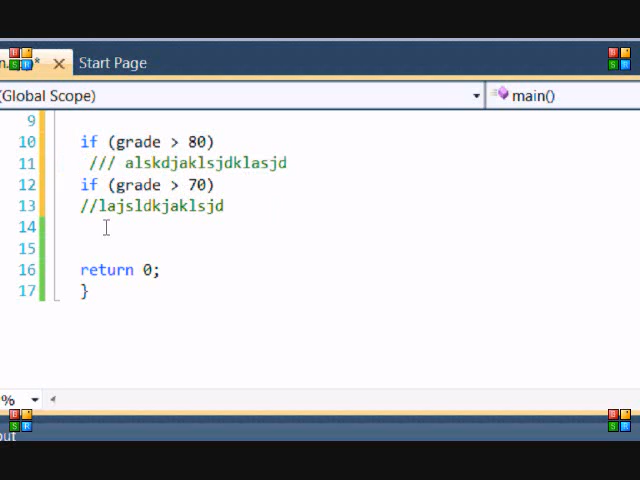 Start Page
(Global Scope)
main()
9
10 if (grade > 80)
11 /// alskdjaklsjdklasjd
12 if (grade > 70)
13 //lajsldkjaklsjd
14
15
16 return 0;
17 }
%